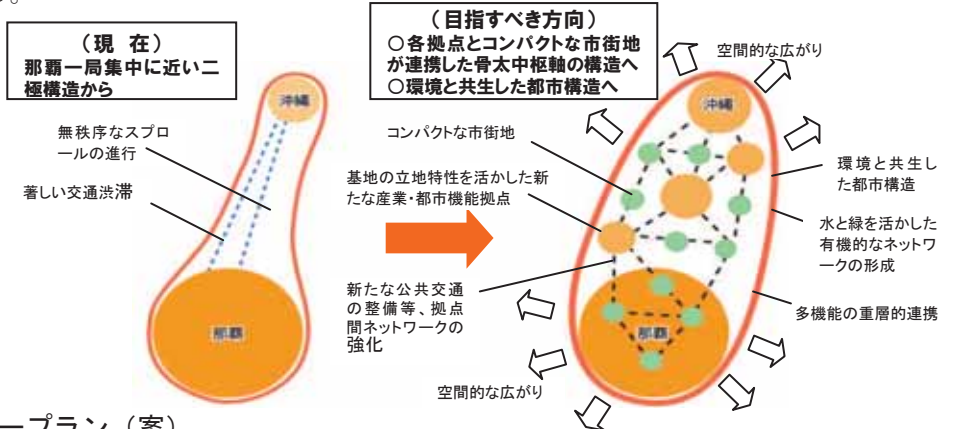 る。
（現 在）
那覇一局集中に近い二
極構造から
無秩序なスプロ
ールの進行
著しい交通渋滞
那覇
沖縄
（目指すべき方向）
○各拠点とコンパクトな市街地
が連携した骨太中枢軸の構造へ
○環境と共生した都市構造へ
空間的な広がり
コンパクトな市街地
基地の立地特性を活かした新
たな産業・都市機能拠点
新たな公共交通
の整備等、拠点
間ネットワークの
強化
空間的な広がり
沖縄
那覇
環境と共生し
た都市構造
水と緑を活かした
有機的なネットワ
ークの形成
多機能の重層的連携
ープラン（案）